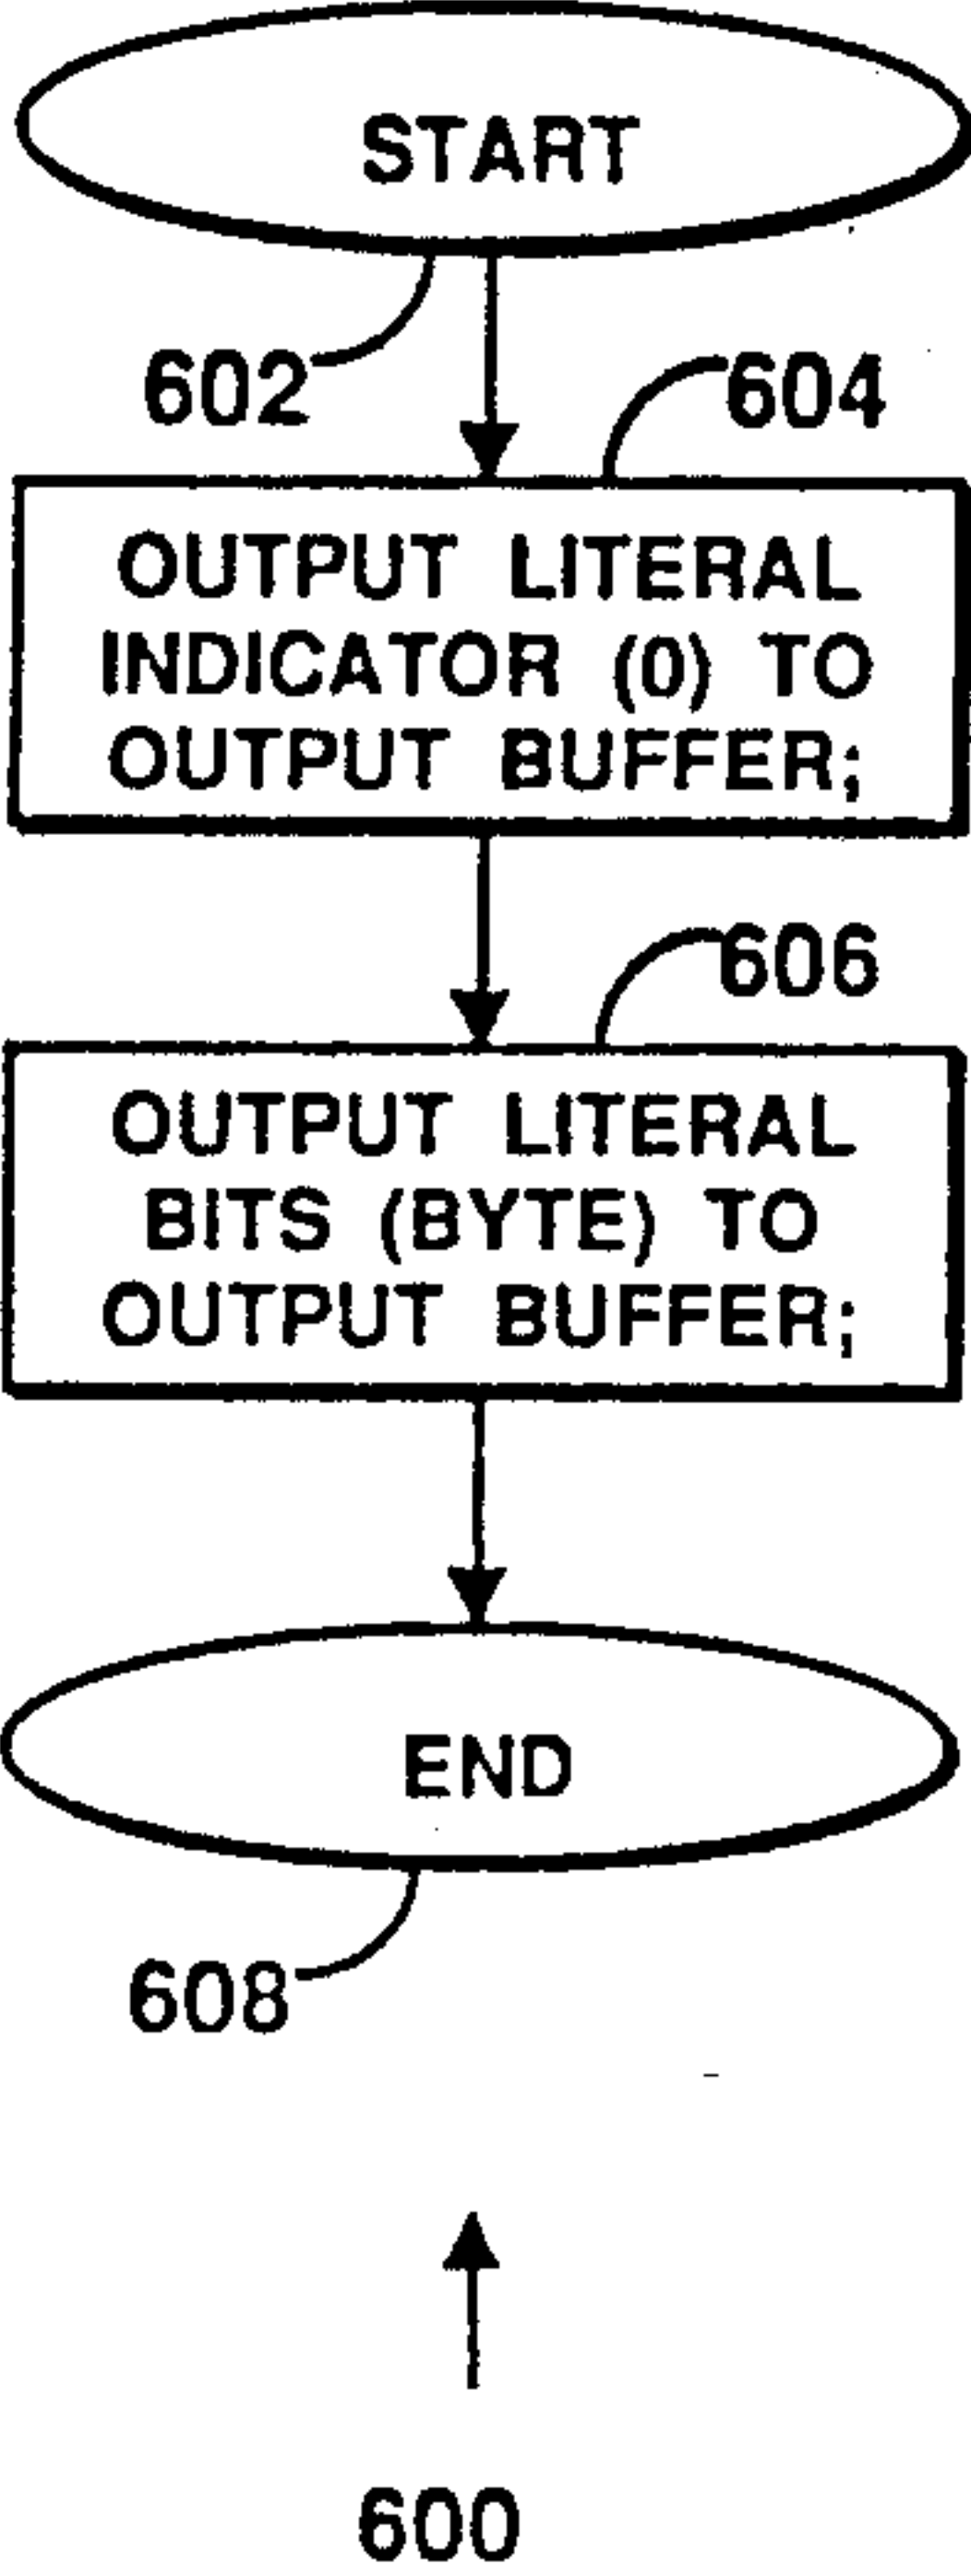 START
602
604
OUTPUT LITERAL
INDICATOR (0) TO
OUTPUT BUFFER;
606
OUTPUT LITERAL
BITS (BYTE) TO
OUTPUT BUFFER;
END
608
600